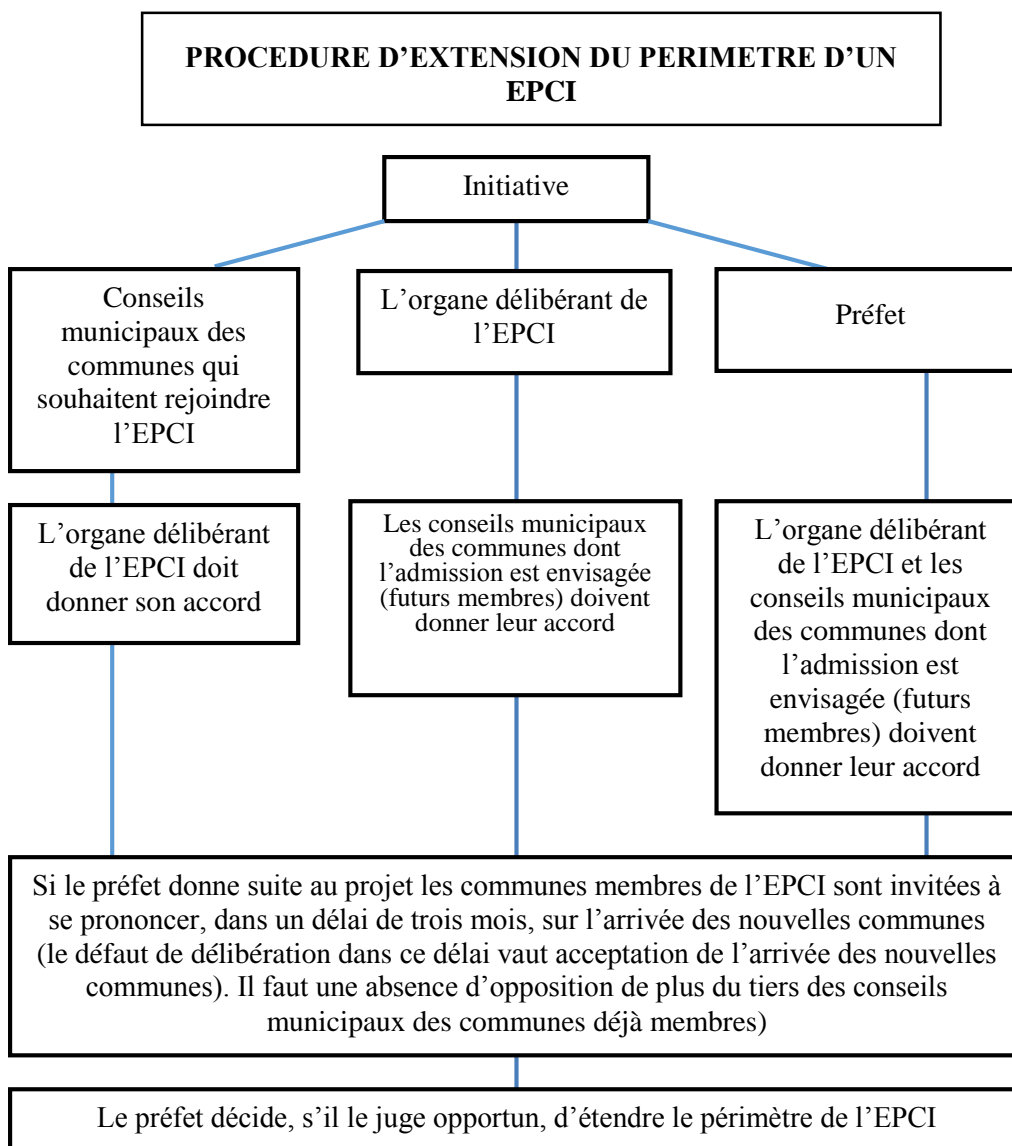 PROCEDURE D’EXTENSION DU PERIMETRE D’UN
EPCI
Initiative
Conseils
municipaux des
communes qui
souhaitent rejoindre
l’EPCI
L’organe délibérant de
l’EPCI
Préfet
L’organe délibérant
de l’EPCI doit
donner son accord
Les conseils municipaux
des communes dont
l’admission est envisagée
(futurs membres) doivent
donner leur accord
L’organe délibérant
de l’EPCI et les
conseils municipaux
des communes dont
l’admission est
envisagée (futurs
membres) doivent
donner leur accord
Si le préfet donne suite au projet les communes membres de l’EPCI sont invitées à
se prononcer, dans un délai de trois mois, sur l’arrivée des nouvelles communes
(le défaut de délibération dans ce délai vaut acceptation de l’arrivée des nouvelles
communes). Il faut une absence d’opposition de plus du tiers des conseils
municipaux des communes déjà membres)
Le préfet décide, s’il le juge opportun, d’étendre le périmètre de l’EPCI